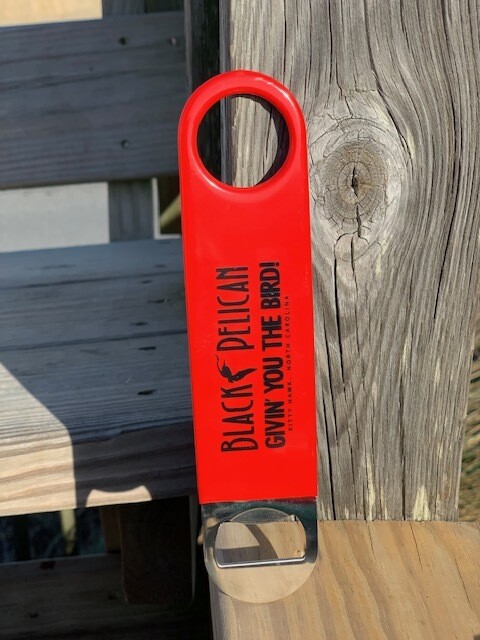 BLACK PELICAN
GIVIN' YOU THE BIRD!
KITTY HAWK, NORTH CAROLINA